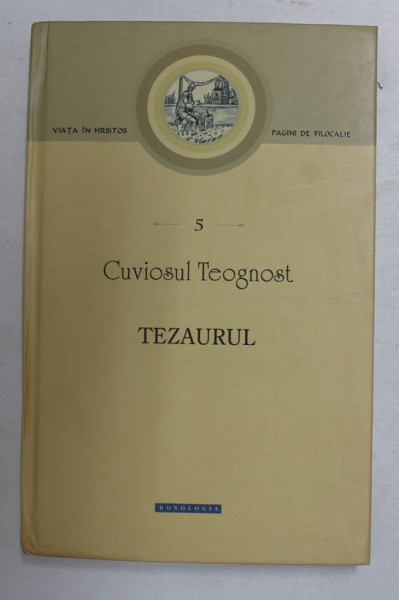 VIAȚA ÎN HRISTOS
PAGINI DE FILOCALIE
5
Cuviosul Teognost
TEZAURUL
DOXOLOGIA